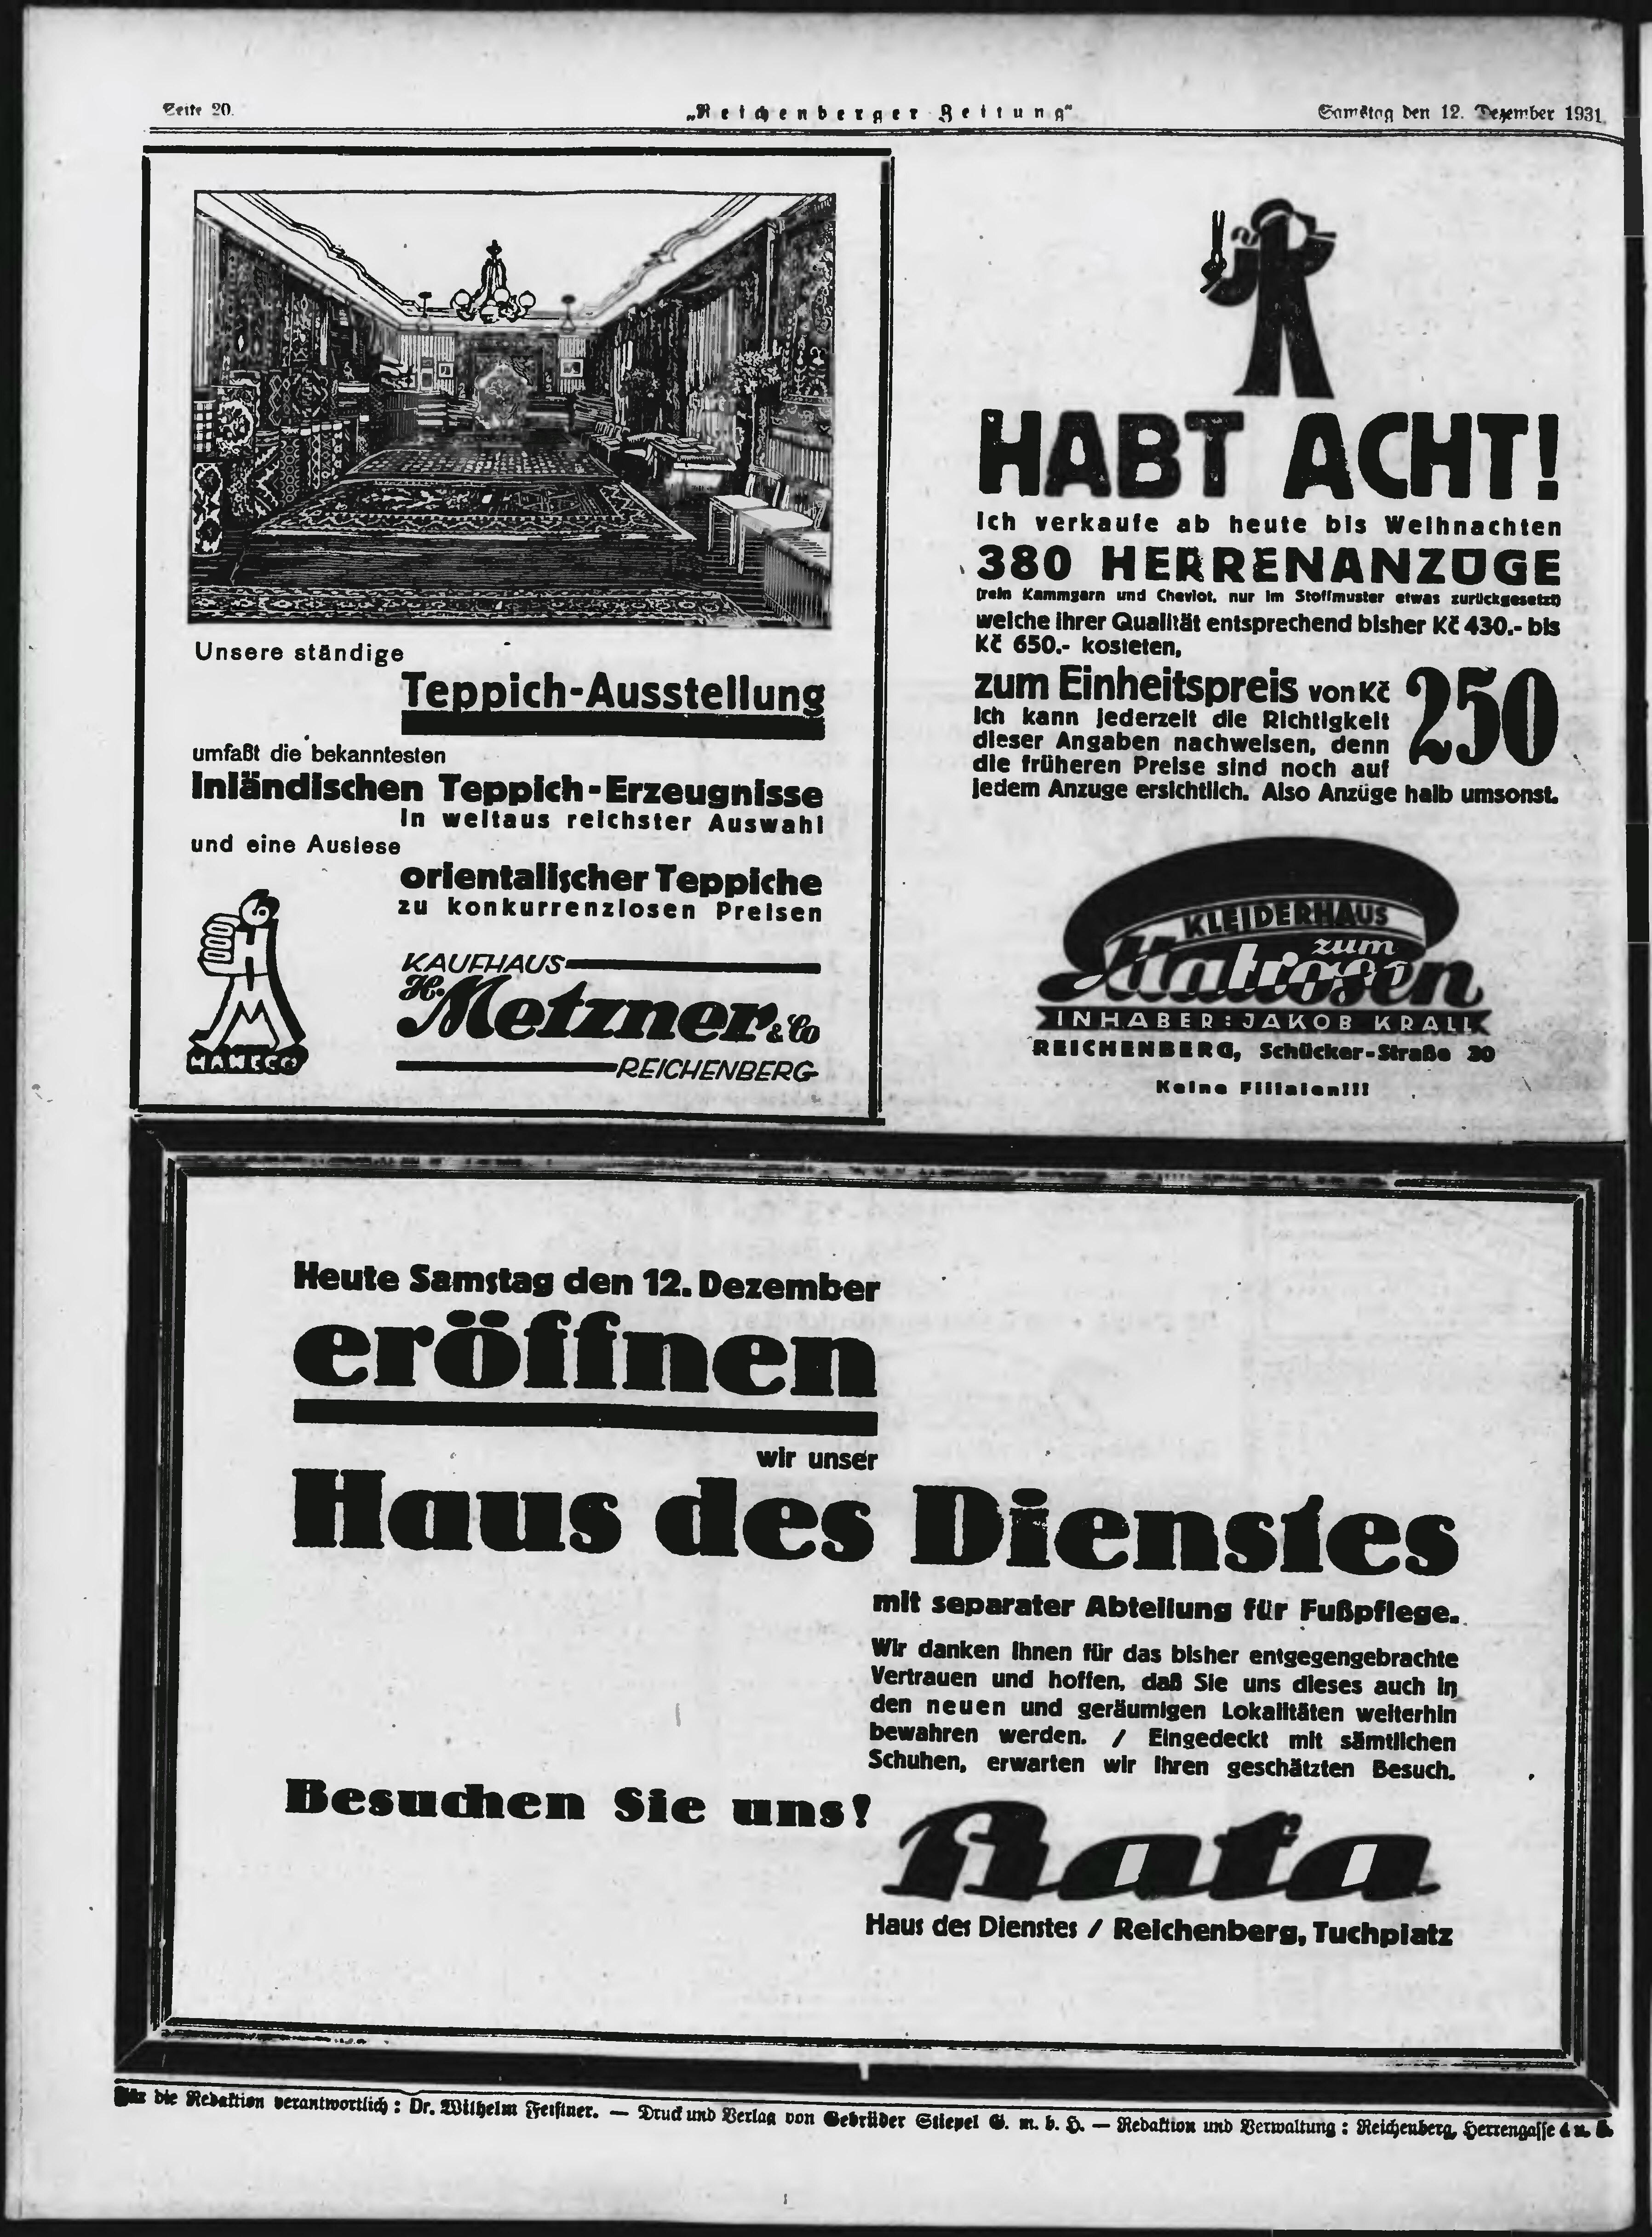 Seite 20.
„Reichenberger Zeitung“
Samstag den 12. Dezember 1931.
Unsere ständige
Teppich-Ausstellung
umfaßt die bekanntesten
inländischen Teppich-Erzeugnisse
in weitaus reichster Auswahl
und eine Auslese
orientalischer Teppiche
zu konkurrenzlosen Preisen
HAMECO
KAUFHAUS
H. Metzner & Co
REICHENBERG
HABT ACHT!
Ich verkaufe ab heute bis Weihnachten
380 HERRENANZÜGE
(rein Kammgarn und Cheviot, nur im Stoffmuster etwas zurückgesetzt)
welche ihrer Qualität entsprechend bisher Kč 430.- bis
Kč 650.- kosteten,
zum Einheitspreis von Kč 250
Ich kann jederzeit die Richtigkeit
dieser Angaben nachweisen, denn
die früheren Preise sind noch auf
jedem Anzuge ersichtlich. Also Anzüge halb umsonst.
KLEIDERHAUS
zum
Matrosen
INHABER: JAKOB KRALL
REICHENBERG, Schücker-Straße 20
Keine Filialen!!!
Heute Samstag den 12. Dezember
eröffnen
wir unser
Haus des Dienstes
mit separater Abteilung für Fußpflege.
Wir danken Ihnen für das bisher entgegengebrachte
Vertrauen und hoffen, daß Sie uns dieses auch in
den neuen und geräumigen Lokalitäten weiterhin
bewahren werden. / Eingedeckt mit sämtlichen
Schuhen, erwarten wir Ihren geschätzten Besuch.
Besuchen Sie uns!
Bata
Haus des Dienstes / Reichenberg, Tuchplatz
Für die Redaktion verantwortlich: Dr. Wilhelm Feistner. — Druck und Verlag von Gebrüder Stiepel G. m. b. H. — Redaktion und Verwaltung: Reichenberg, Herrengasse